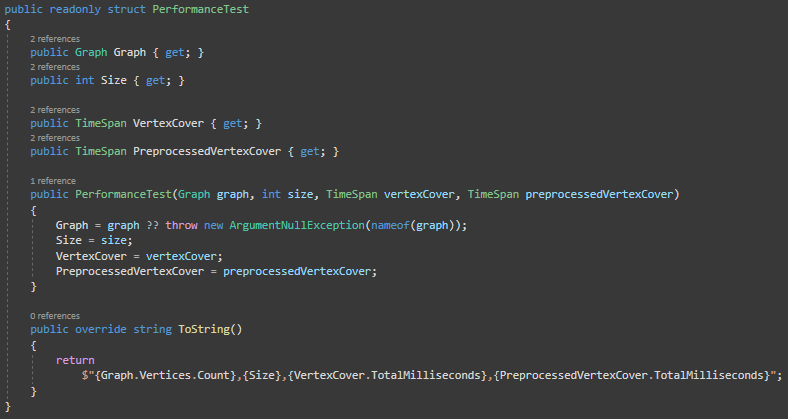 public readonly struct PerformanceTest
{
2 references
public Graph Graph { get; }
2 references
public int Size { get; }
2 references
public TimeSpan VertexCover { get; }
2 references
public TimeSpan PreprocessedVertexCover { get; }
1 reference
public PerformanceTest(Graph graph, int size, TimeSpan vertexCover, TimeSpan preprocessedVertexCover)
{
Graph = graph ?? throw new ArgumentNullException(nameof(graph));
Size = size;
VertexCover = vertexCover;
PreprocessedVertexCover = preprocessedVertexCover;
}
0 references
public override string ToString()
{
return
$"{Graph.Vertices.Count},{Size},{VertexCover.TotalMilliseconds},{PreprocessedVertexCover.TotalMilliseconds}";
}
}